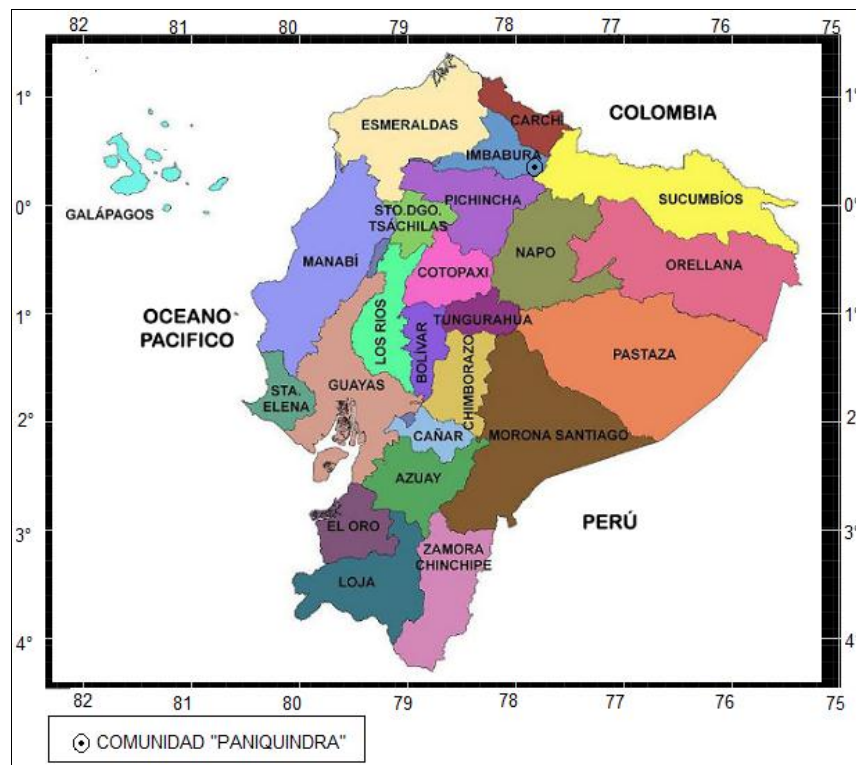 82 81 80 79 78 77 76 75
1° 1°
COLOMBIA
CARCHI
ESMERALDAS
IMBABURA
PICHINCHA
SUCUMBÍOS
0° 0°
GALÁPAGOS
STO.DGO.
TSÁCHILAS
NAPO
MANABÍ
COTOPAXI
ORELLANA
1° 1°
OCEANO
PACIFICO
LOS RIOS
BOLÍVAR
TUNGURAHUA
CHIMBORAZO
PASTAZA
STA.
ELENA
GUAYAS
2° 2°
CAÑAR
MORONA SANTIAGO
AZUAY
PERÚ
3° 3°
EL ORO
ZAMORA
CHINCHIPE
LOJA
4° 4°
82 81 80 79 78 77 76 75
COMUNIDAD "PANIQUINDRA"